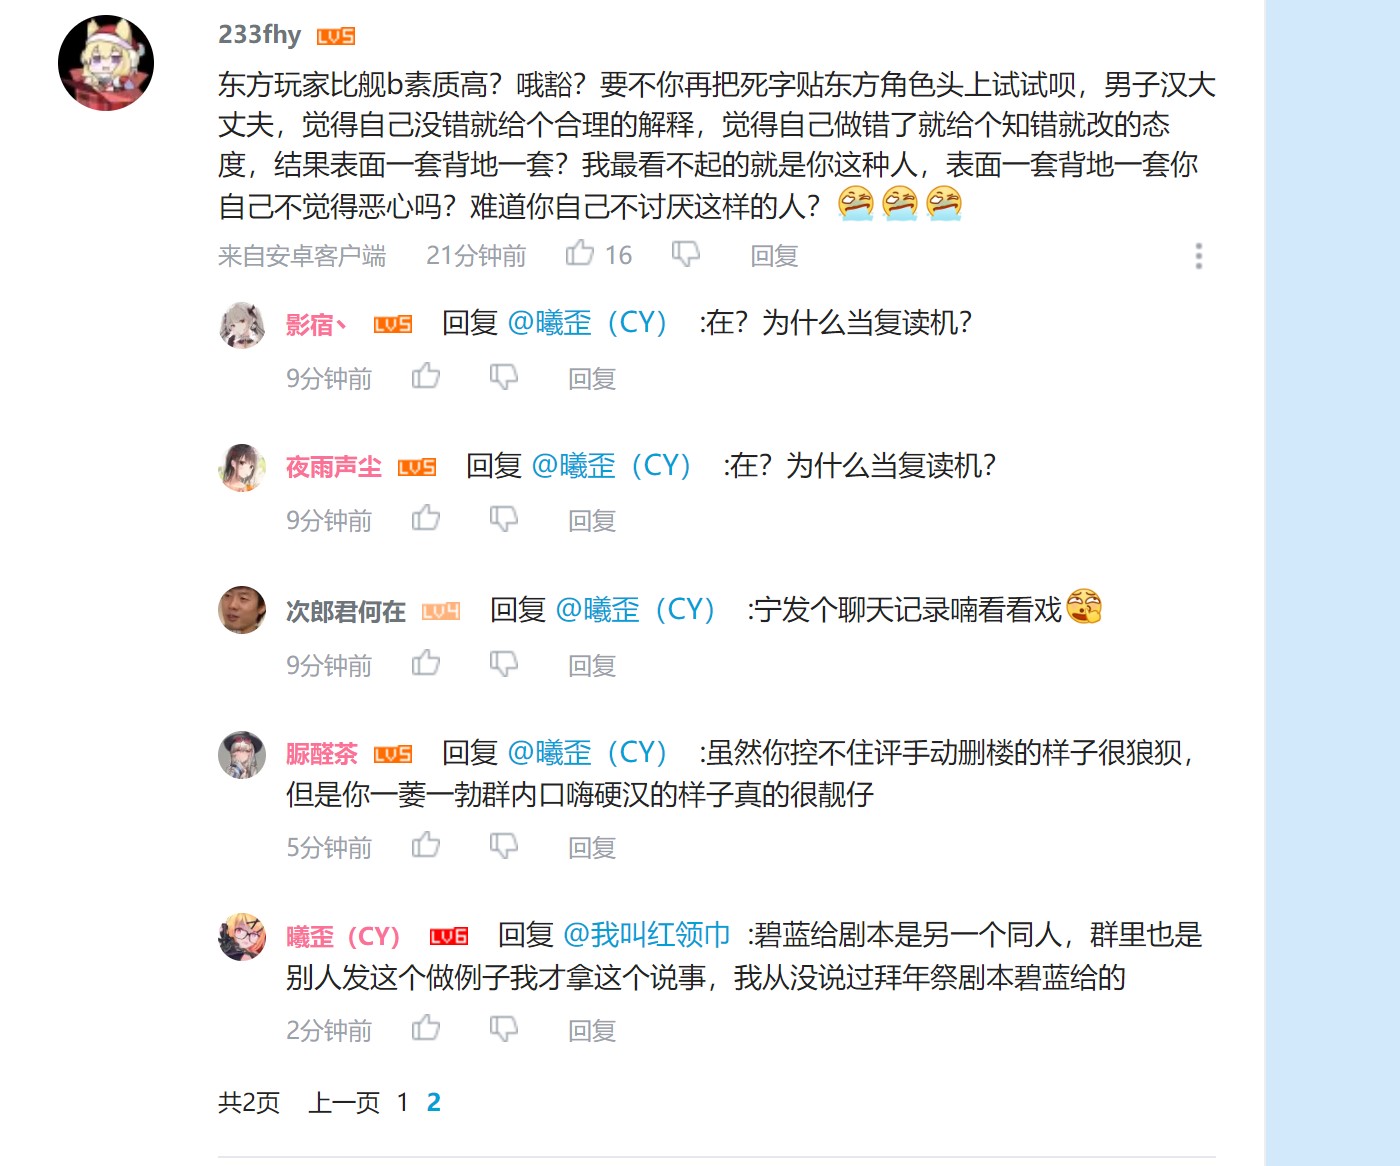 233fhy LV5
东方玩家比舰b素质高？哦豁？要不你再把死字贴东方角色头上试试呗，男子汉大
丈夫，觉得自己没错就给个合理的解释，觉得自己做错了就给个知错就改的态
度，结果表面一套背地一套？我最看不起的就是你这种人，表面一套背地一套你
自己不觉得恶心吗？难道你自己不讨厌这样的人？
来自安卓客户端 21分钟前 16 回复
影宿丶 LV5 回复 @曦歪（CY） :在？为什么当复读机？
9分钟前 回复
夜雨声尘 LV5 回复 @曦歪（CY） :在？为什么当复读机？
9分钟前 回复
次郎君何在 LV4 回复 @曦歪（CY） :宁发个聊天记录喃看看戏
9分钟前 回复
脲醛茶 LV5 回复 @曦歪（CY） :虽然你控不住评手动删楼的样子很狼狈，
但是你一萎一勃群内口嗨硬汉的样子真的很靓仔
5分钟前 回复
曦歪（CY） LV6 回复 @我叫红领巾 :碧蓝给剧本是另一个同人，群里也是
别人发这个做例子我才拿这个说事，我从没说过拜年祭剧本碧蓝给的
2分钟前 回复
共2页 上一页 1 2